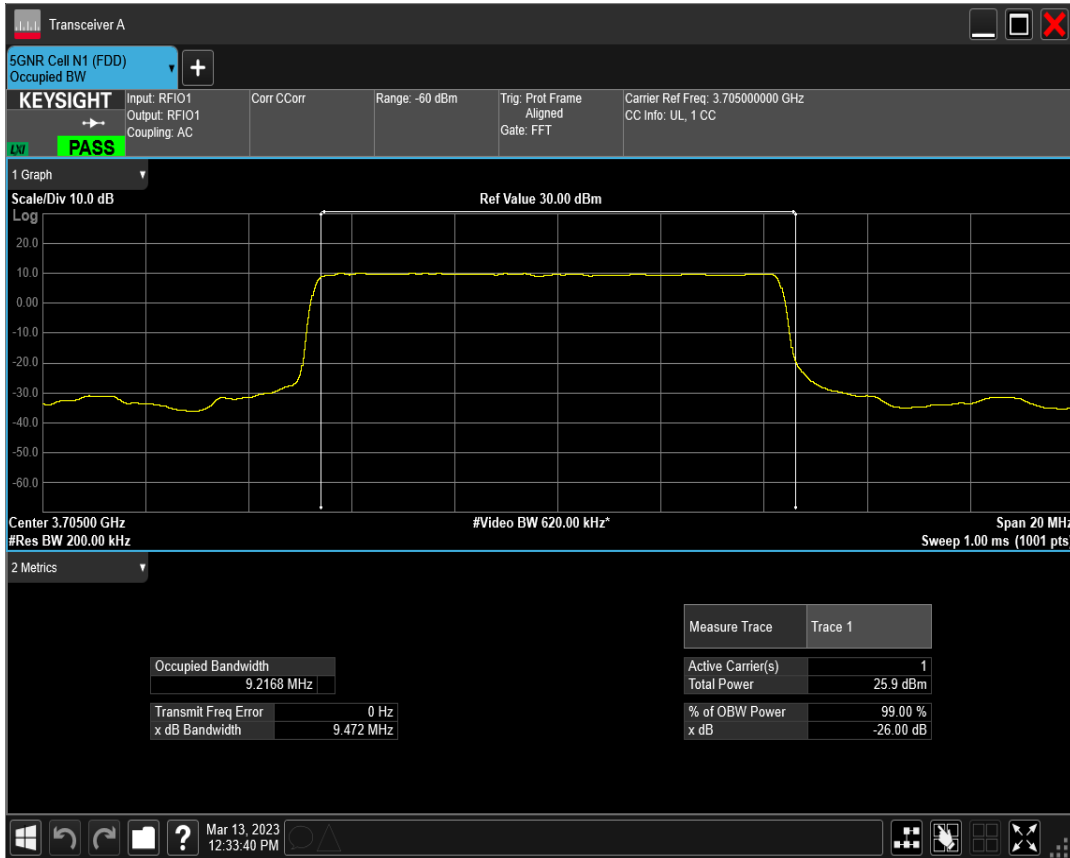 Transceiver A
5GNR Cell N1 (FDD)
Occupied BW
+
KEYSIGHT
LXI
PASS
Input: RFIO1
Output: RFIO1
Coupling: AC
Corr CCorr
Range: -60 dBm
Trig: Prot Frame
Aligned
Gate: FFT
Carrier Ref Freq: 3.705000000 GHz
CC Info: UL, 1 CC
1 Graph
Scale/Div 10.0 dB
Ref Value 30.00 dBm
Log
20.0
10.0
0.00
-10.0
-20.0
-30.0
-40.0
-50.0
-60.0
Center 3.70500 GHz
#Video BW 620.00 kHz*
Span 20 MHz
#Res BW 200.00 kHz
Sweep 1.00 ms (1001 pts)
2 Metrics
Measure Trace Trace 1
Occupied Bandwidth
9.2168 MHz
Active Carrier(s) 1
Total Power 25.9 dBm
Transmit Freq Error 0 Hz
x dB Bandwidth 9.472 MHz
% of OBW Power 99.00 %
x dB -26.00 dB
?
Mar 13, 2023
12:33:40 PM